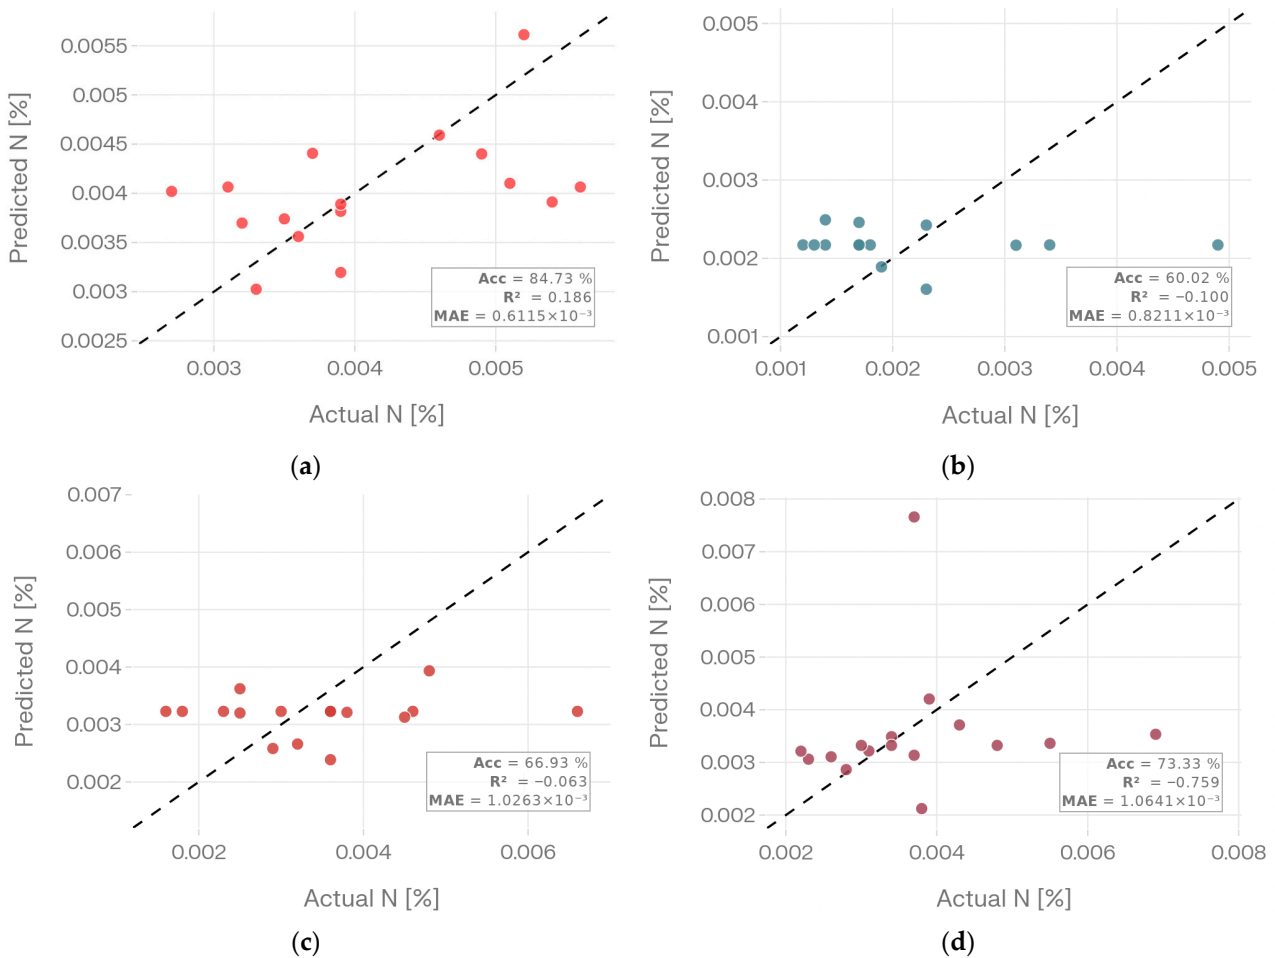 0.0055
0.005
0.0045
0.004
0.0035
0.003
0.0025
Predicted N [%]
Acc = 84.73 %
R² = 0.186
MAE = 0.6115×10⁻³
0.003 0.004 0.005
Actual N [%]
(a)
0.005
0.004
0.003
0.002
0.001
Predicted N [%]
Acc = 60.02 %
R² = −0.100
MAE = 0.8211×10⁻³
0.001 0.002 0.003 0.004 0.005
Actual N [%]
(b)
0.007
0.006
0.005
0.004
0.003
0.002
Predicted N [%]
Acc = 66.93 %
R² = −0.063
MAE = 1.0263×10⁻³
0.002 0.004 0.006
Actual N [%]
(c)
0.008
0.007
0.006
0.005
0.004
0.003
0.002
Predicted N [%]
Acc = 73.33 %
R² = −0.759
MAE = 1.0641×10⁻³
0.002 0.004 0.006 0.008
Actual N [%]
(d)